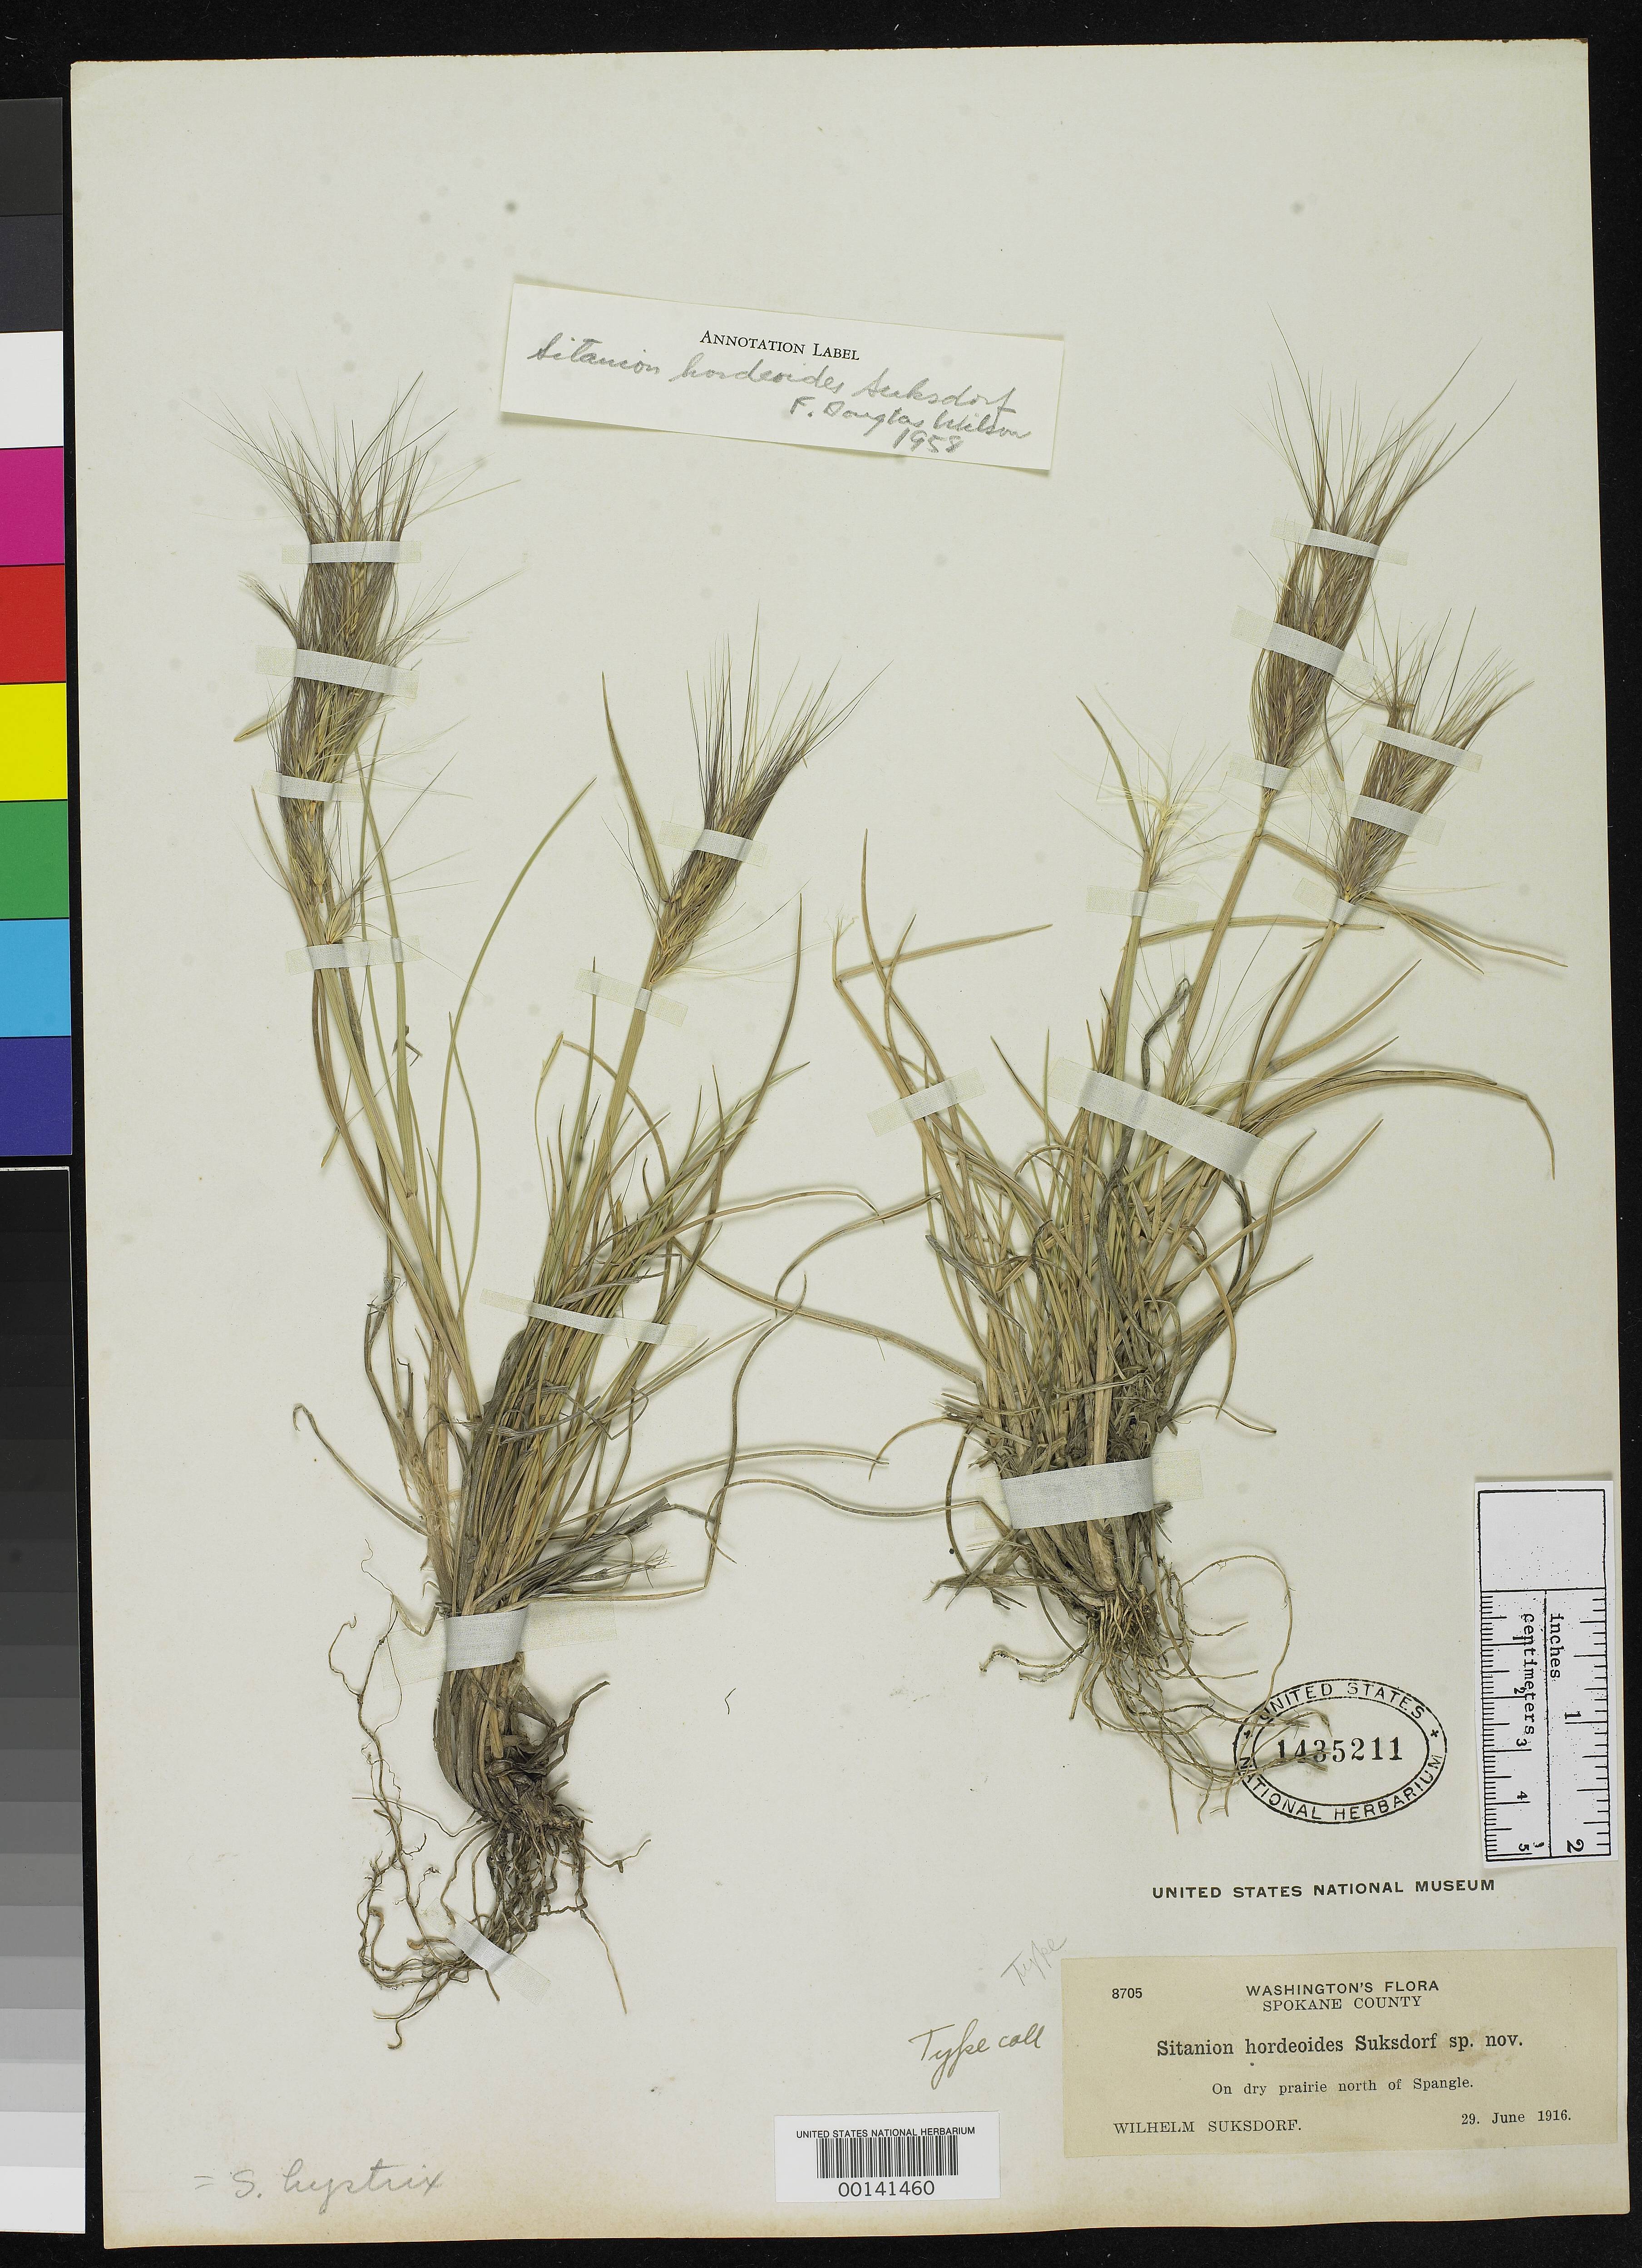 ANNOTATION LABEL
Sitanion hordeoides Suksdorf
F. Douglas Wilson
1958
inches
centimeters
1
2
1
2
3
4
5
UNITED STATES
1435211
NATIONAL HERBARIUM
UNITED STATES NATIONAL MUSEUM
Type
Type coll
8705
WASHINGTON'S FLORA
SPOKANE COUNTY
Sitanion hordeoides Suksdorf sp. nov.
On dry prairie north of Spangle.
WILHELM SUKSDORF.
29. June 1916.
UNITED STATES NATIONAL HERBARIUM
00141460
= S. hystrix